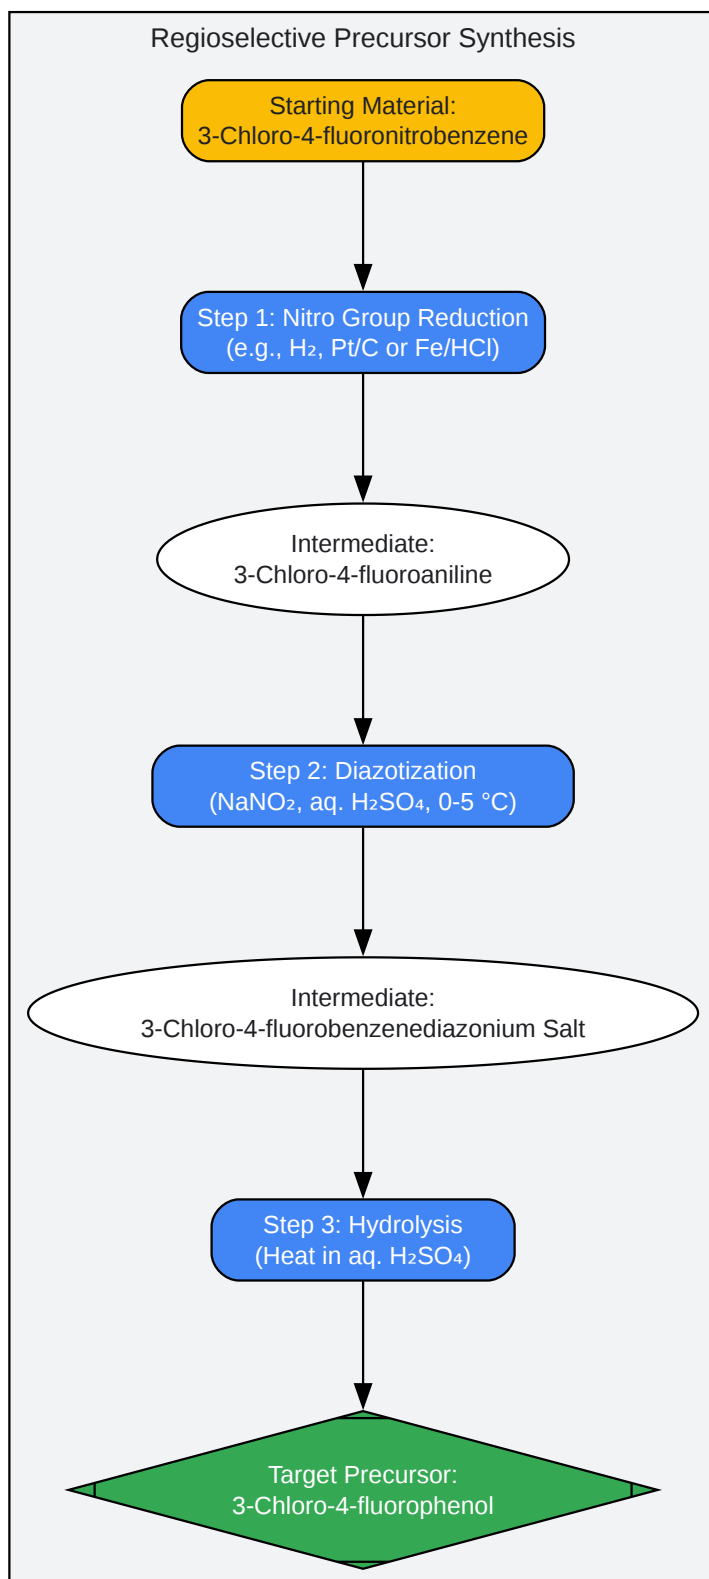 Regioselective Precursor Synthesis
Starting Material:
3-Chloro-4-fluoronitrobenzene
Step 1: Nitro Group Reduction
(e.g., H₂, Pt/C or Fe/HCl)
Intermediate:
3-Chloro-4-fluoroaniline
Step 2: Diazotization
(NaNO₂, aq. H₂SO₄, 0-5 °C)
Intermediate:
3-Chloro-4-fluorobenzenediazonium Salt
Step 3: Hydrolysis
(Heat in aq. H₂SO₄)
Target Precursor:
3-Chloro-4-fluorophenol